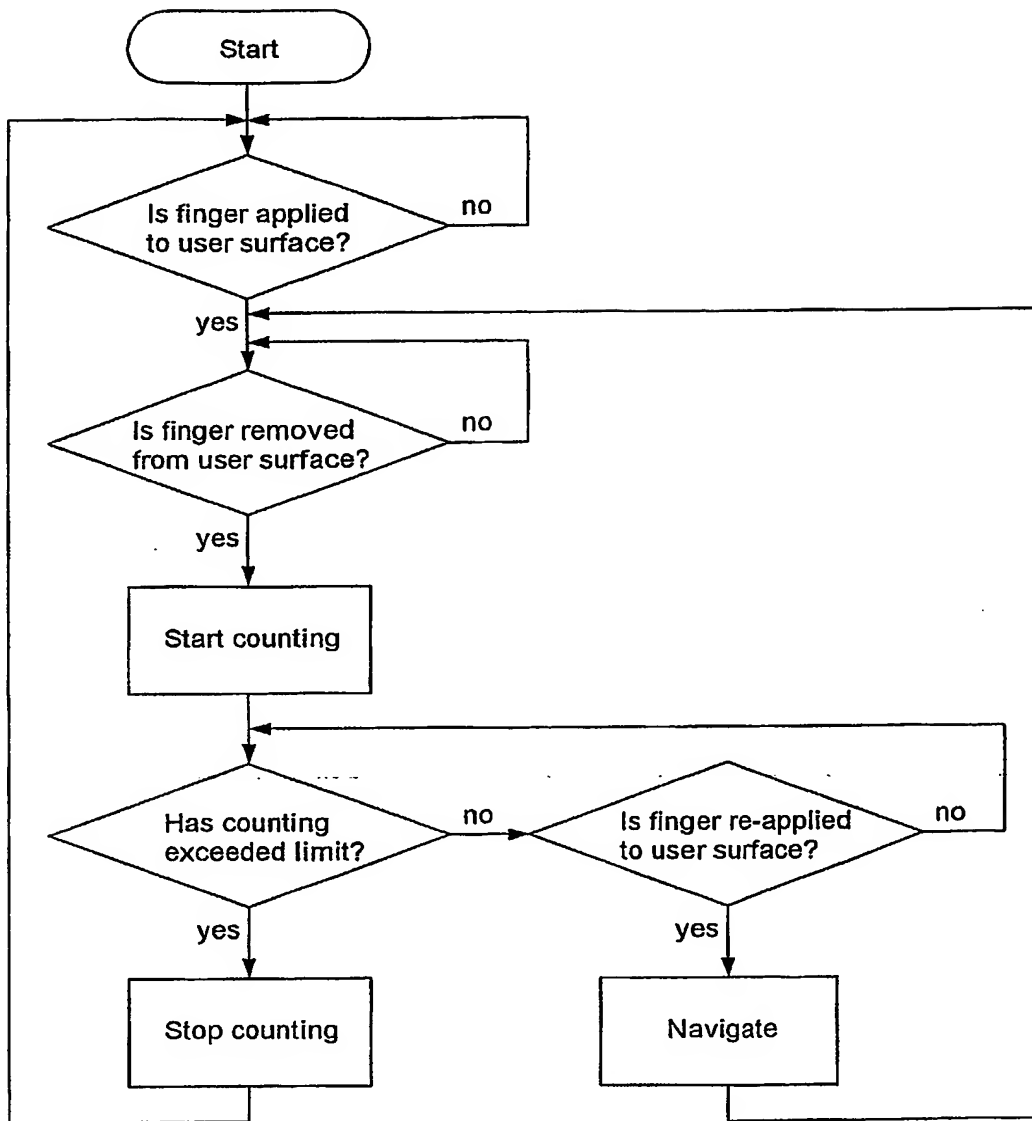 Start
Is finger applied
to user surface?
no
yes
Is finger removed
from user surface?
no
yes
Start counting
Has counting
exceeded limit?
no
Is finger re-applied
to user surface?
no
yes
yes
Stop counting
Navigate